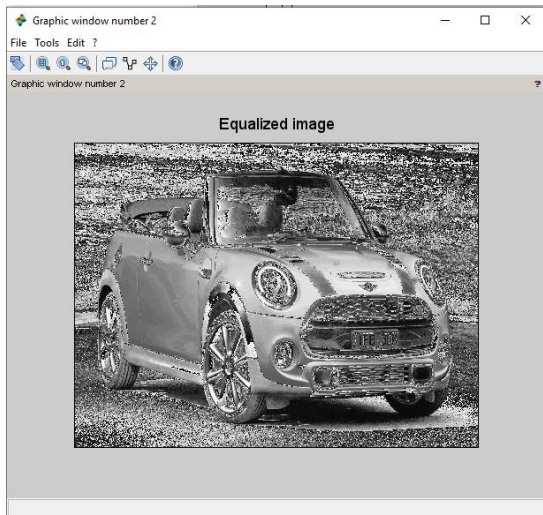 Graphic window number 2
File Tools Edit ?
Graphic window number 2
?
Equalized image